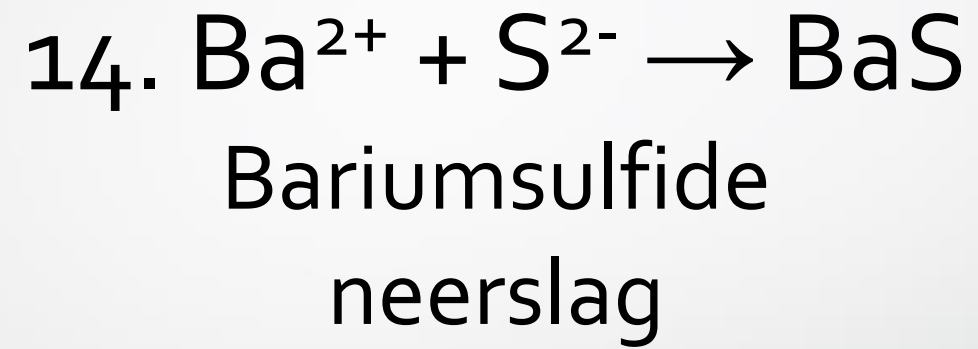 14. Ba²⁺ + S²⁻ → BaS
Bariumsulfide
neerslag